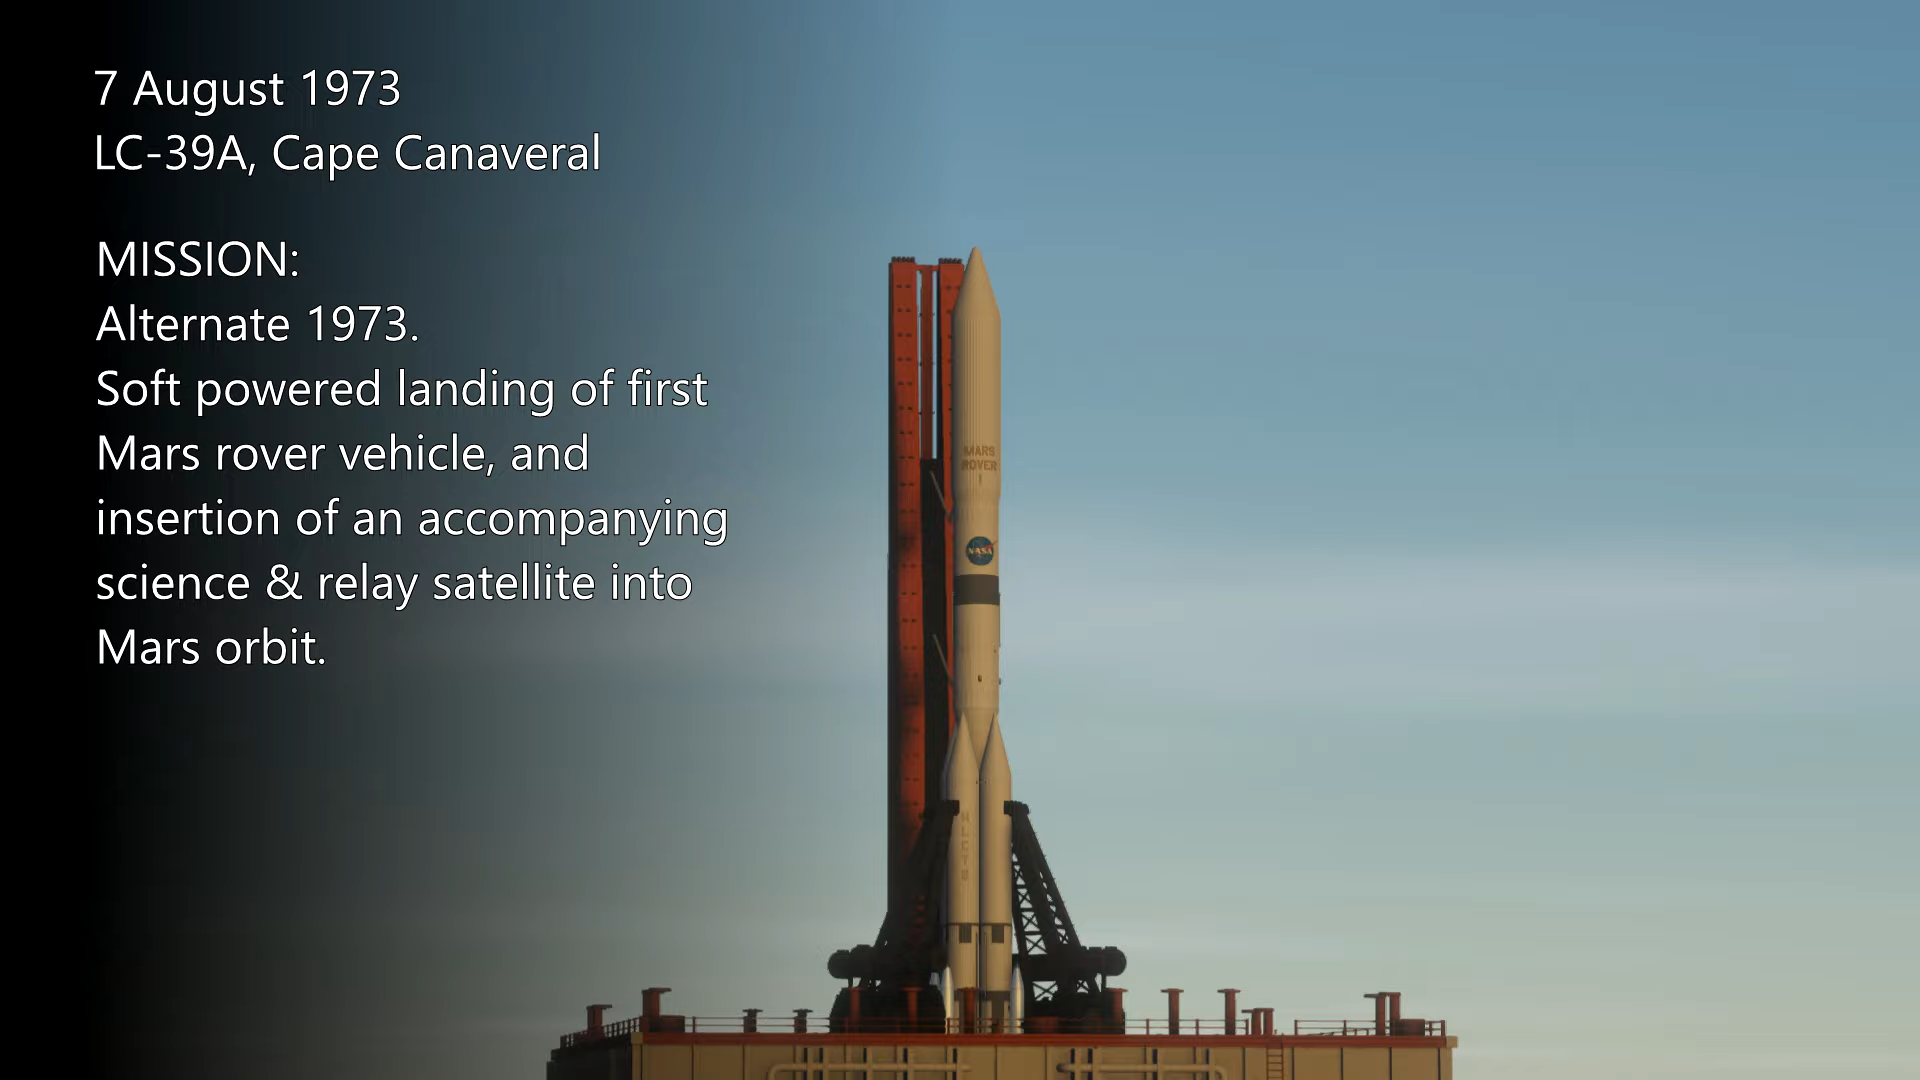 7 August 1973
LC-39A, Cape Canaveral
MISSION:
Alternate 1973.
Soft powered landing of first
Mars rover vehicle, and
insertion of an accompanying
science & relay satellite into
Mars orbit.
MARS
ROVER
I
NASA